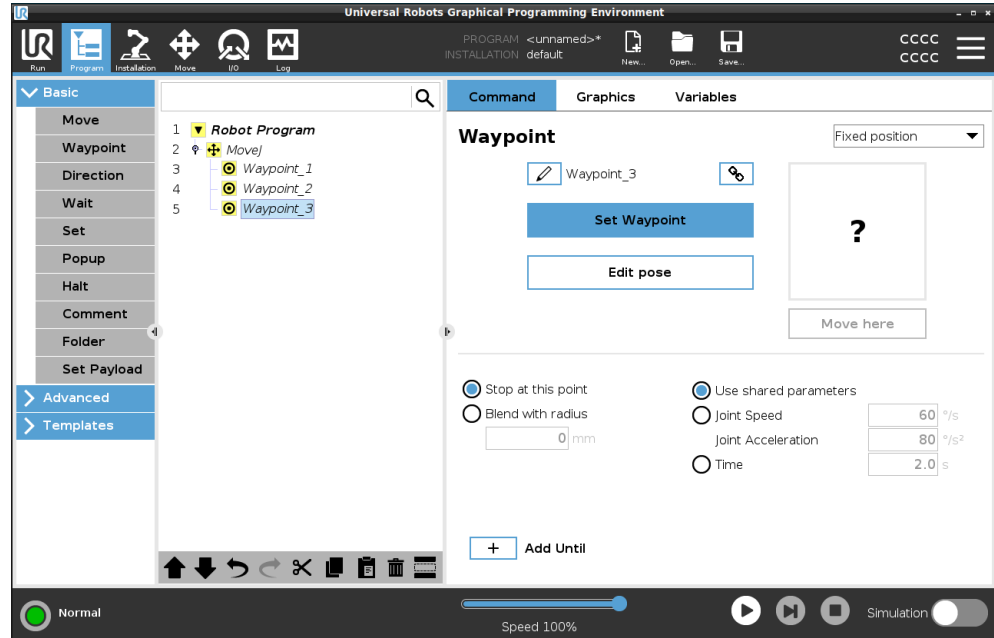 Universal Robots Graphical Programming Environment
UR
Run
Program
Installation
Move
I/O
Log
PROGRAM <unnamed>*
INSTALLATION default
New...
Open...
Save...
CCCC
CCCC
Basic
Move
Waypoint
Direction
Wait
Set
Popup
Halt
Comment
Folder
Set Payload
Advanced
Templates
1 Robot Program
2 MoveJ
3 Waypoint_1
4 Waypoint_2
5 Waypoint_3
Command Graphics Variables
Waypoint
Fixed position
Waypoint_3
Set Waypoint
Edit pose
?
Move here
Stop at this point
Blend with radius
0 mm
Use shared parameters
Joint Speed 60 °/s
Joint Acceleration 80 °/s²
Time 2.0 s
+ Add Until
Normal
Speed 100%
Simulation